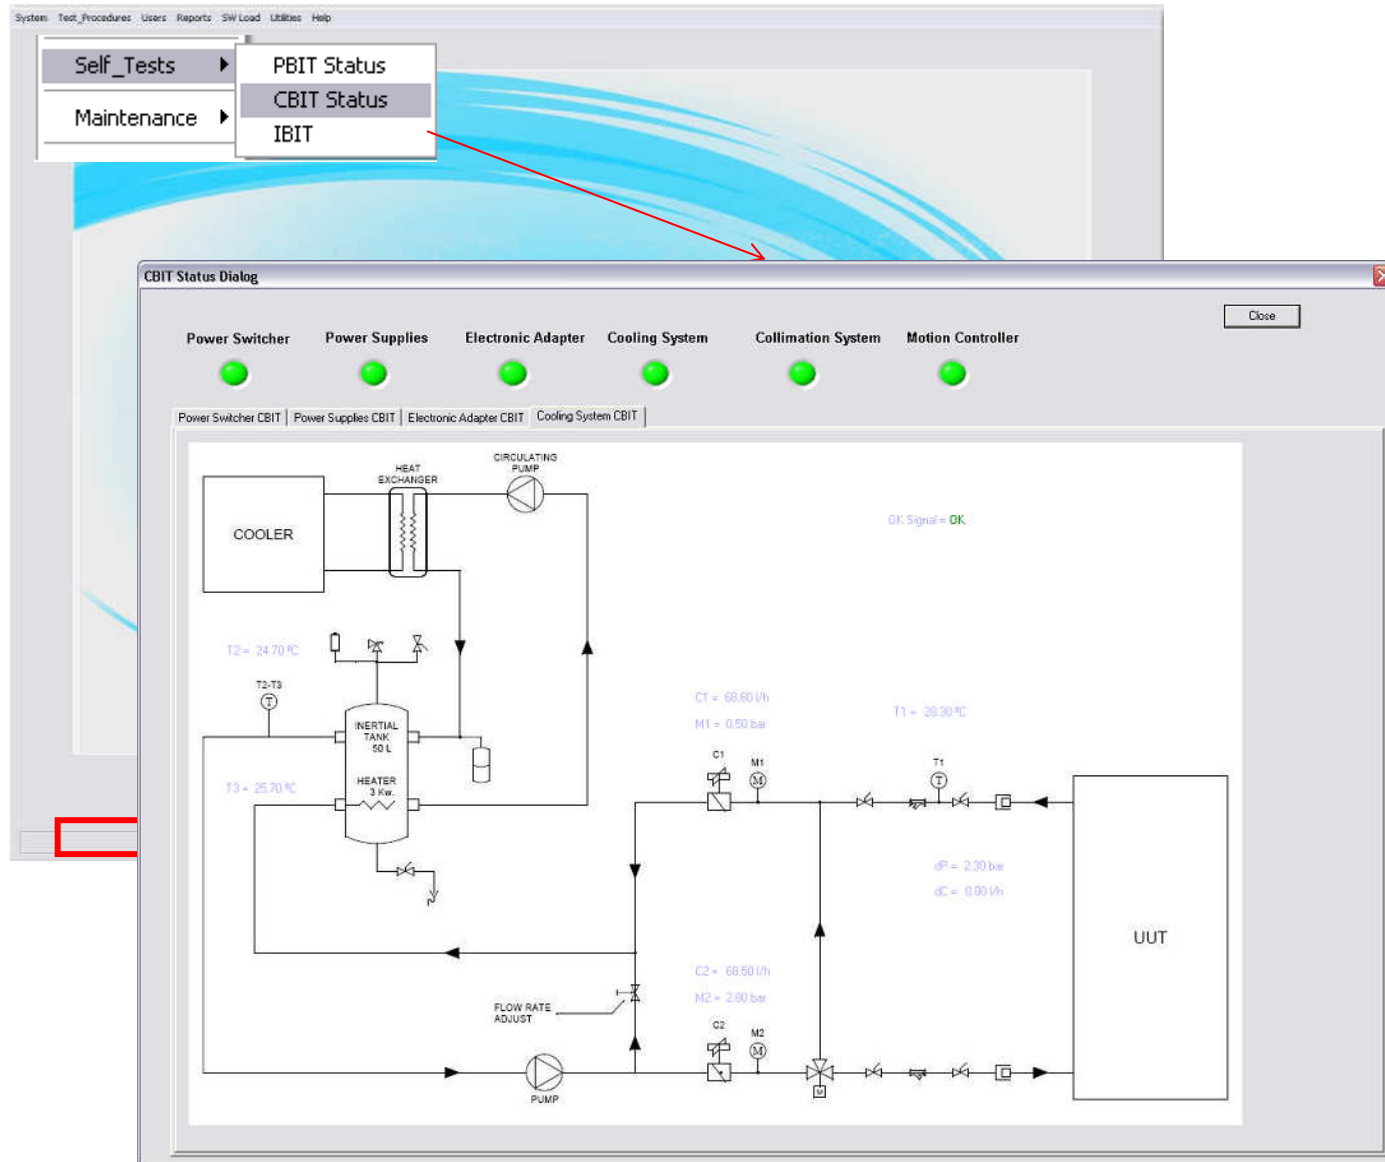 System Test_Procedures Users Reports SW Load Utilities Help
Self_Tests
Maintenance
PBIT Status
CBIT Status
IBIT
CBIT Status Dialog
Close
Power Switcher Power Supplies Electronic Adapter Cooling System Collimation System Motion Controller
Power Switcher CBIT Power Supplies CBIT Electronic Adapter CBIT Cooling System CBIT
COOLER
HEAT
EXCHANGER
CIRCULATING
PUMP
OK Signal = OK
T2 = 24.70 ºC
T2-T3
T
INERTIAL
TANK
50 L
HEATER
3 Kw.
T3 = 25.70 ºC
C1 = 68.60 l/h
M1 = 0.50 bar
T1 = 28.30 ºC
C1
M1
M
T1
T
dP = 2.30 bar
dC = 0.00 l/h
UUT
C2 = 68.50 l/h
M2 = 2.80 bar
FLOW RATE
ADJUST
C2
M2
M
M
PUMP